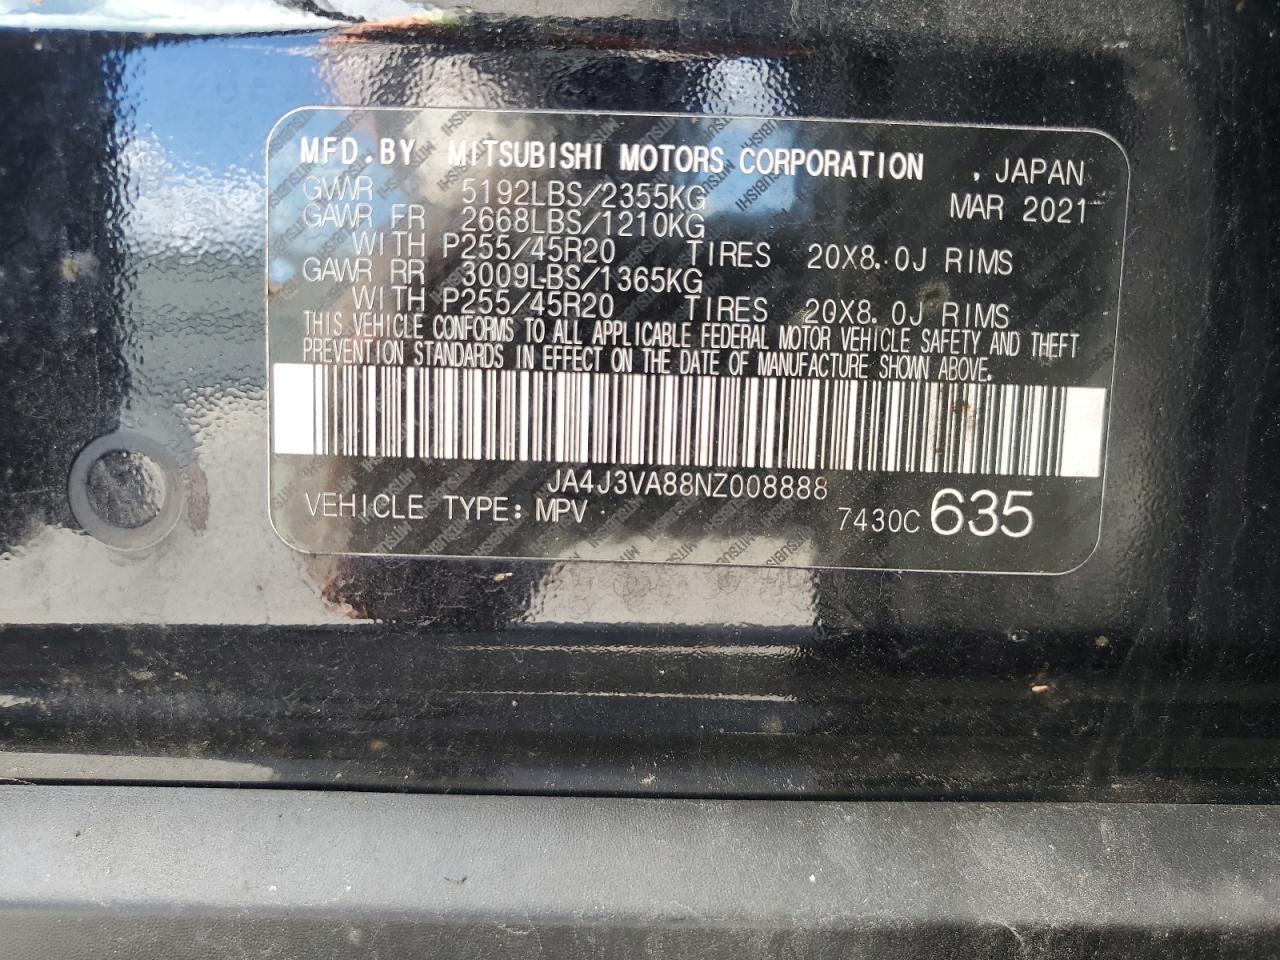 MFD.BY MITSUBISHI MOTORS CORPORATION , JAPAN
GVWR 5192LBS/2355KG MAR 2021
GAWR FR 2668LBS/1210KG
WITH P255/45R20 TIRES 20X8.0J RIMS
GAWR RR 3009LBS/1365KG
WITH P255/45R20 TIRES 20X8.0J RIMS
THIS VEHICLE CONFORMS TO ALL APPLICABLE FEDERAL MOTOR VEHICLE SAFETY AND THEFT
PREVENTION STANDARDS IN EFFECT ON THE DATE OF MANUFACTURE SHOWN ABOVE.
JA4J3VA88NZ008888
VEHICLE TYPE: MPV 7430C 635